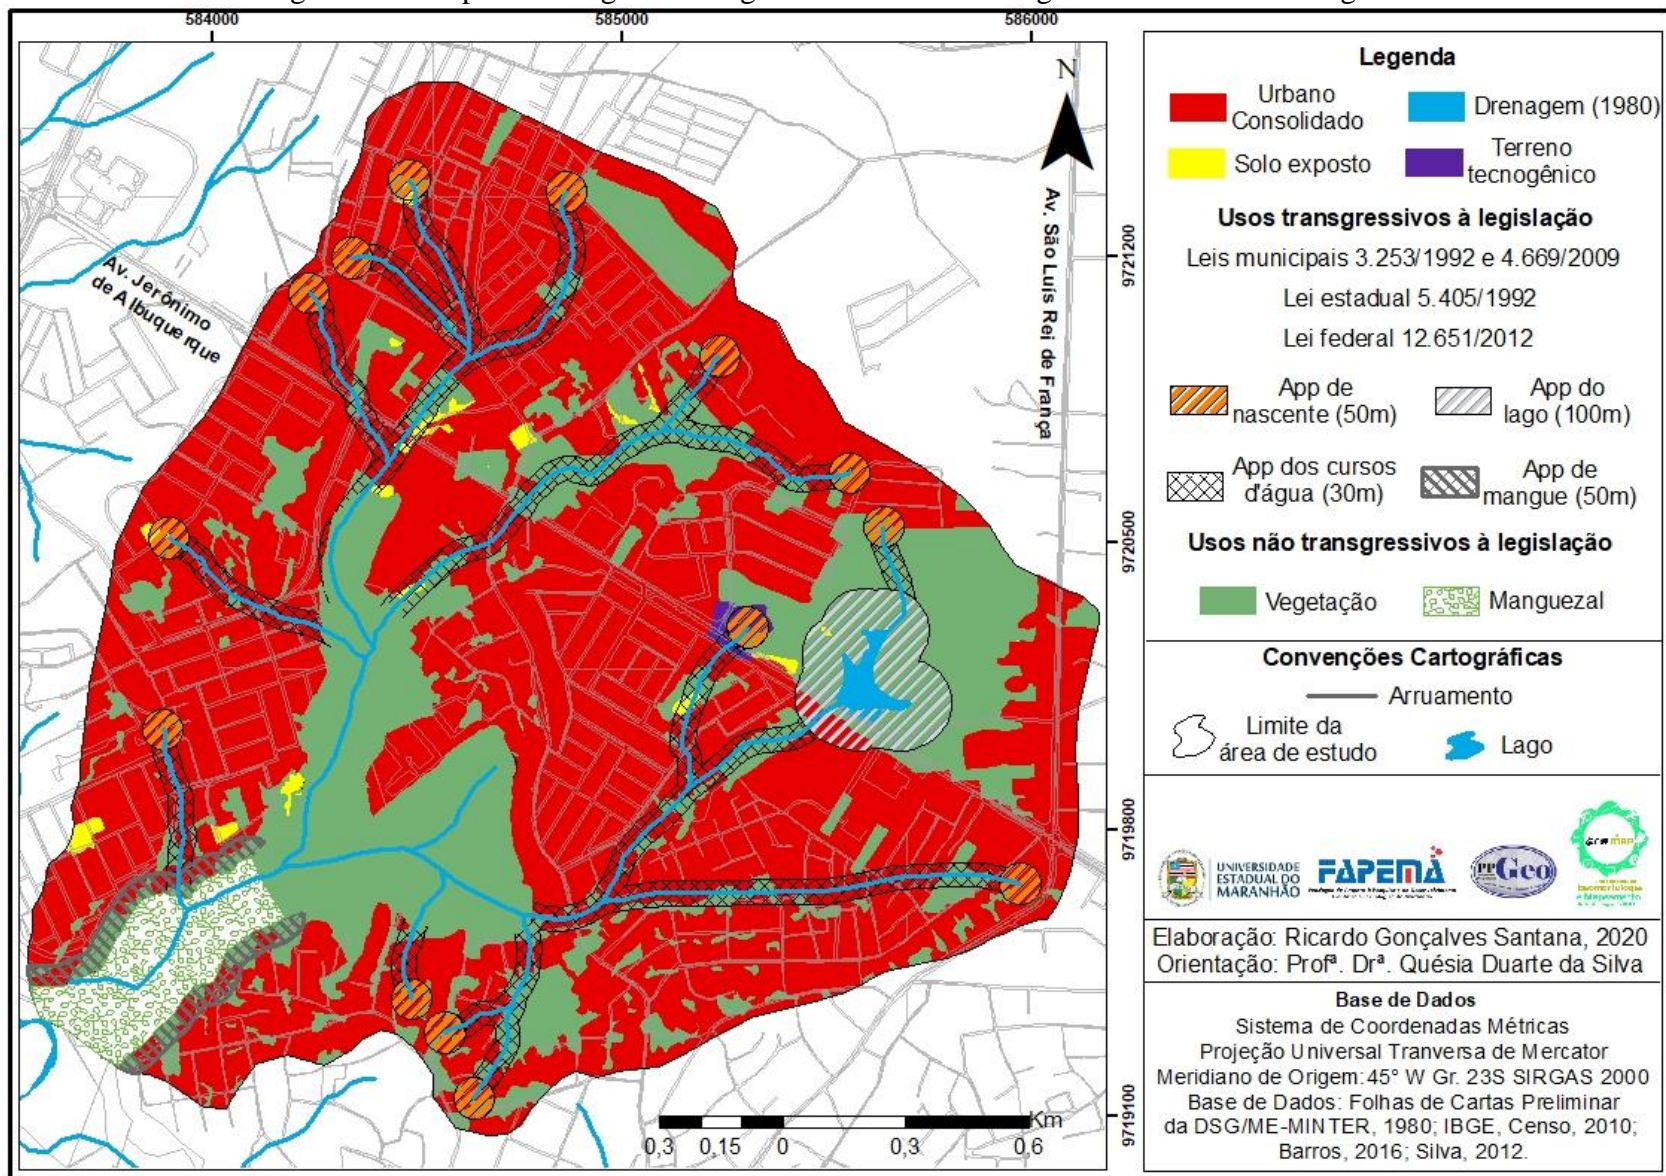 584000
585000
586000
N
Av. São Luís Rei de França
Av. Jerônimo
de Albuquerque
9721200
9720500
9719800
9719100
Km
0,3 0,15 0 0,3 0,6
Legenda
Urbano
Consolidado
Drenagem (1980)
Solo exposto
Terreno
tecnogênico
Usos transgressivos à legislação
Leis municipais 3.253/1992 e 4.669/2009
Lei estadual 5.405/1992
Lei federal 12.651/2012
App de
nascente (50m)
App do
lago (100m)
App dos cursos
d'água (30m)
App de
mangue (50m)
Usos não transgressivos à legislação
Vegetação
Manguezal
Convenções Cartográficas
Arruamento
Limite da
área de estudo
Lago
UNIVERSIDADE
ESTADUAL DO
MARANHÃO
FAPEMA
PPGeo
Elaboração: Ricardo Gonçalves Santana, 2020
Orientação: Profª. Drª. Quésia Duarte da Silva
Base de Dados
Sistema de Coordenadas Métricas
Projeção Universal Tranversa de Mercator
Meridiano de Origem: 45° W Gr. 23S SIRGAS 2000
Base de Dados: Folhas de Cartas Preliminar
da DSG/ME-MINTER, 1980; IBGE, Censo, 2010;
Barros, 2016; Silva, 2012.